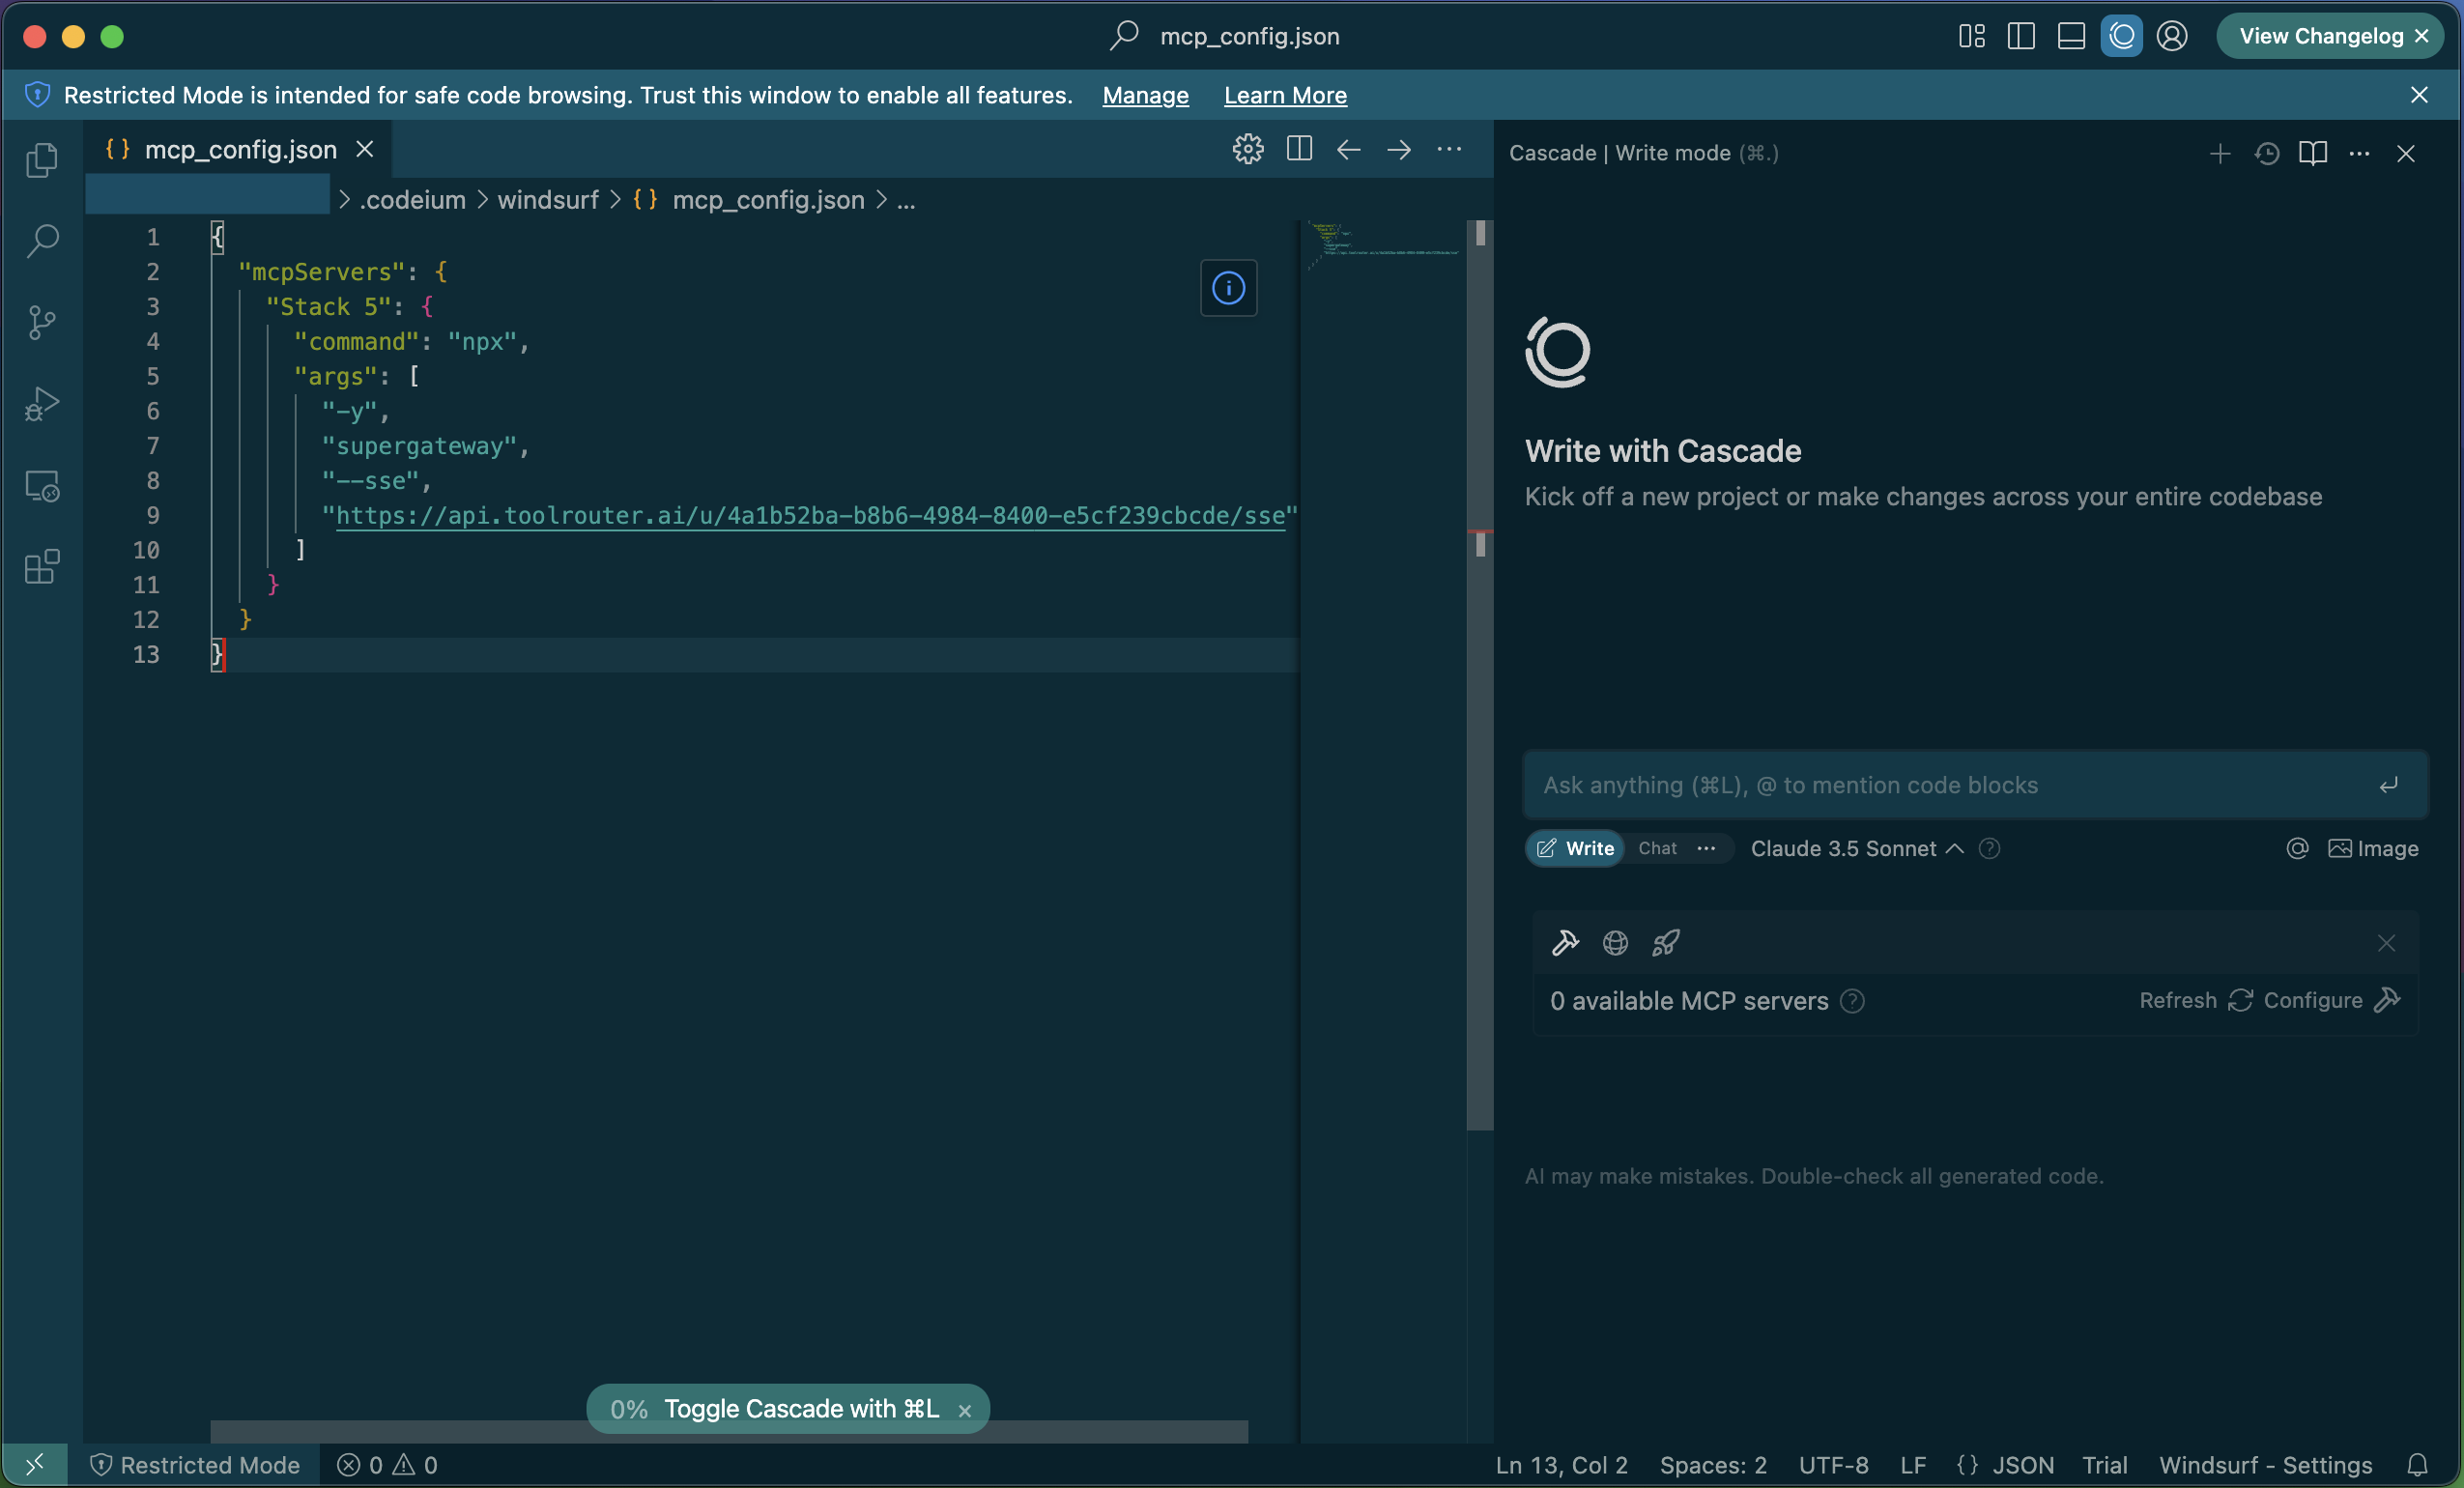 mcp_config.json
View Changelog ×
Restricted Mode is intended for safe code browsing. Trust this window to enable all features. Manage Learn More
{} mcp_config.json
> .codeium > windsurf > {} mcp_config.json > ...
Cascade | Write mode (⌘.)
1 {
2 "mcpServers": {
3 "Stack 5": {
4 "command": "npx",
5 "args": [
6 "-y",
7 "supergateway",
8 "--sse",
9 "https://api.toolrouter.ai/u/4a1b52ba-b8b6-4984-8400-e5cf239cbcde/sse"
10 ]
11 }
12 }
13 }
Write with Cascade
Kick off a new project or make changes across your entire codebase
Ask anything (⌘L), @ to mention code blocks
Write Chat ... Claude 3.5 Sonnet @ Image
0 available MCP servers Refresh Configure
AI may make mistakes. Double-check all generated code.
0% Toggle Cascade with ⌘L ×
Restricted Mode 0 0 Ln 13, Col 2 Spaces: 2 UTF-8 LF {} JSON Trial Windsurf - Settings